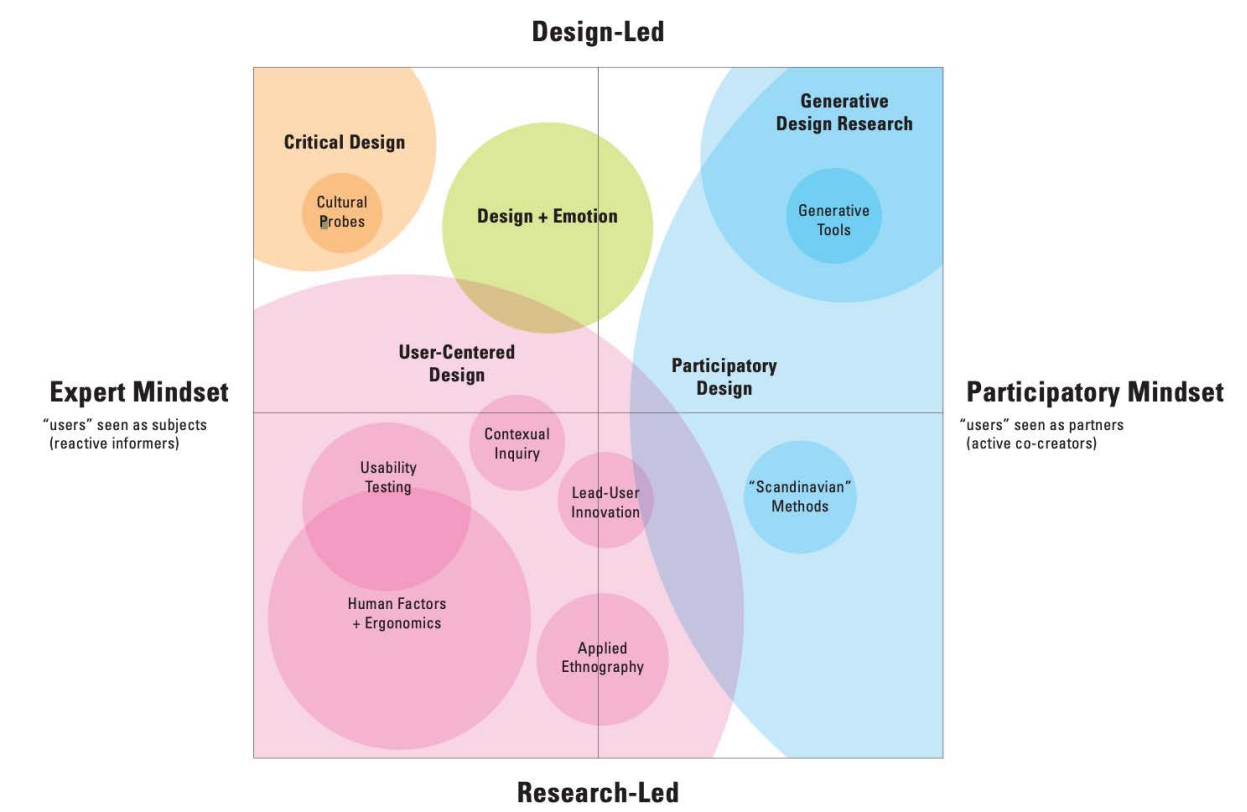 Design-Led
Generative
Design Research
Critical Design
Cultural
Probes
Generative
Tools
Design + Emotion
User-Centered
Design
Participatory
Design
Expert Mindset
“users” seen as subjects
(reactive informers)
Participatory Mindset
“users” seen as partners
(active co-creators)
Contexual
Inquiry
Usability
Testing
Lead-User
Innovation
“Scandinavian”
Methods
Human Factors
+ Ergonomics
Applied
Ethnography
Research-Led